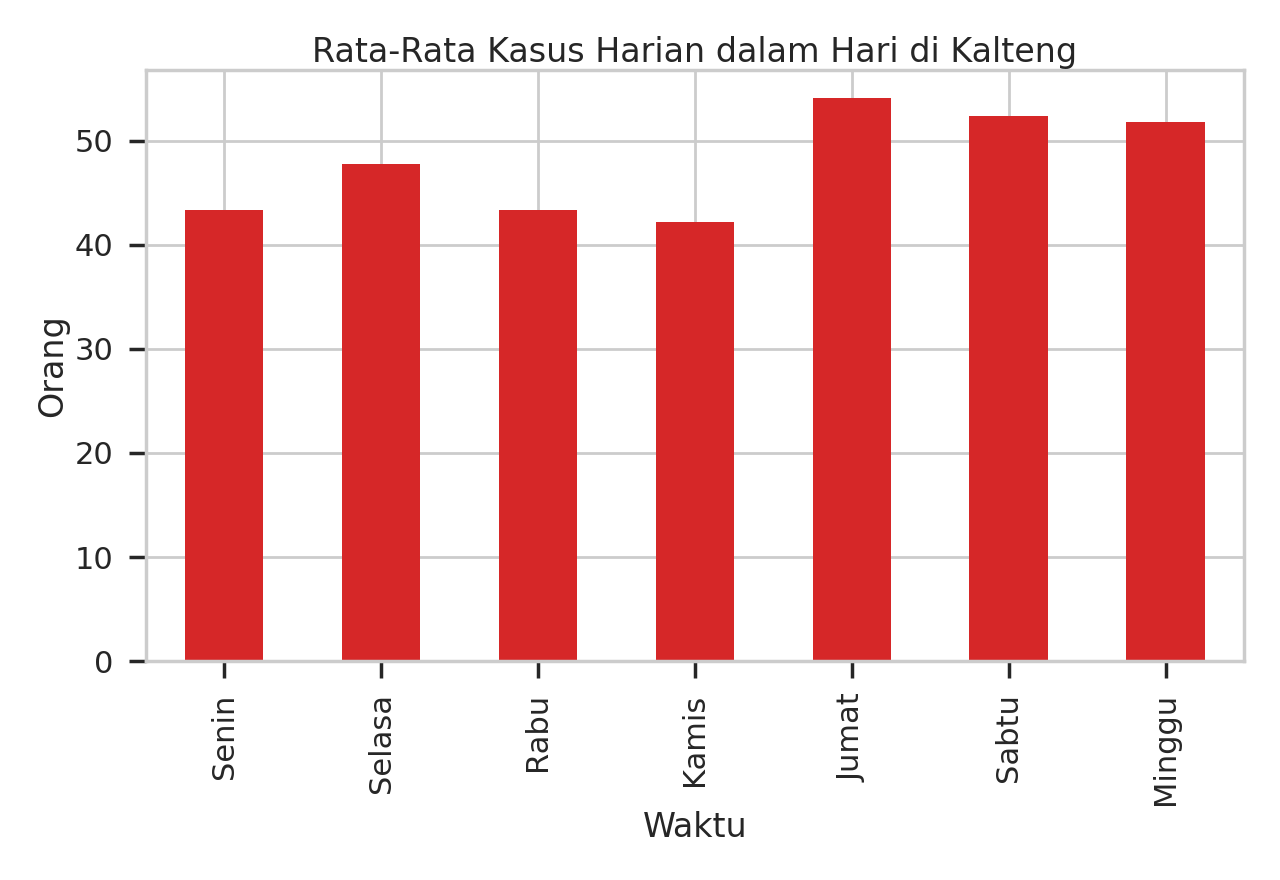 Rata-Rata Kasus Harian dalam Hari di Kalteng
Orang
50
40
30
20
10
0
Senin
Selasa
Rabu
Kamis
Jumat
Sabtu
Minggu
Waktu